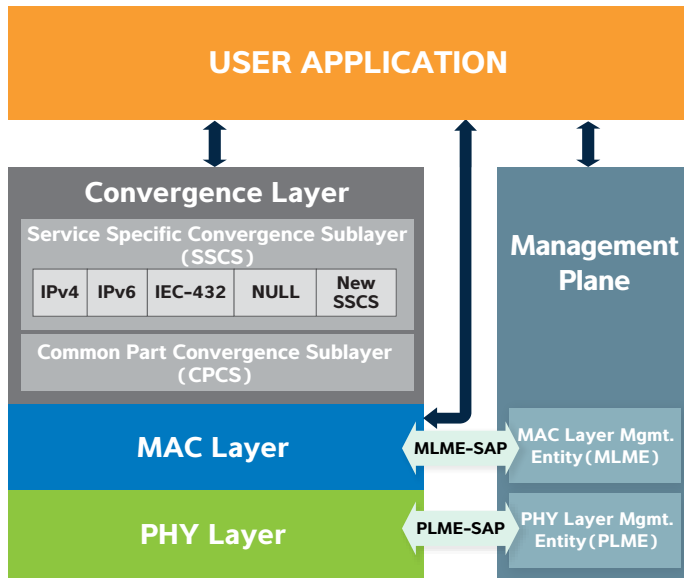 USER APPLICATION
Convergence Layer
Service Specific Convergence Sublayer
(SSCS)
IPv4
IPv6
IEC-432
NULL
New
SSCS
Common Part Convergence Sublayer
(CPCS)
MAC Layer
PHY Layer
MLME-SAP
PLME-SAP
Management
Plane
MAC Layer Mgmt.
Entity(MLME)
PHY Layer Mgmt.
Entity(PLME)